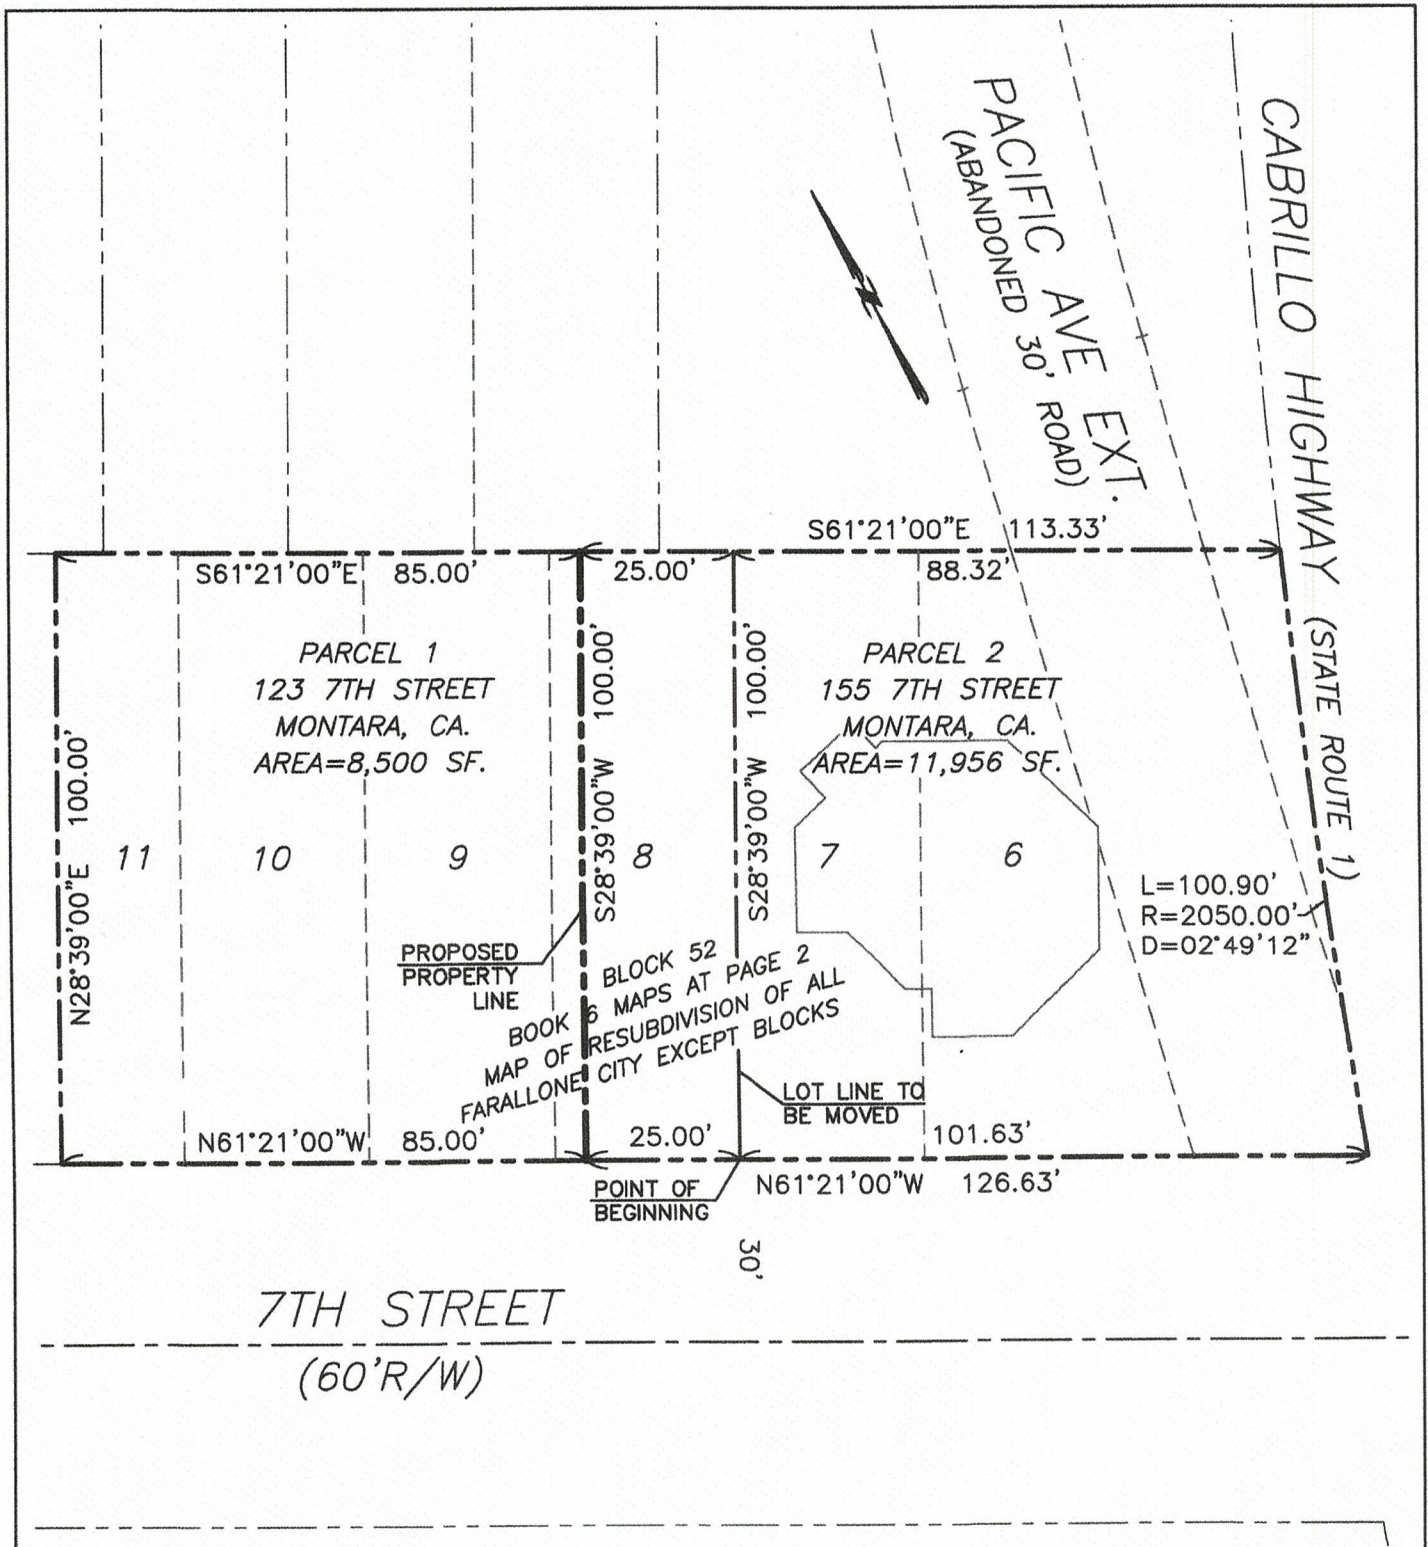 PACIFIC AVE EXT.
(ABANDONED 30' ROAD)
CABRILLO HIGHWAY (STATE ROUTE 1)
S61°21'00"E 113.33'
S61°21'00"E 85.00'
25.00'
88.32'
PARCEL 1
123 7TH STREET
MONTARA, CA.
AREA=8,500 SF.
PARCEL 2
155 7TH STREET
MONTARA, CA.
AREA=11,956 SF.
N28°39'00"E 100.00'
S28°39'00"W 100.00'
S28°39'00"W 100.00'
11
10
9
8
7
6
L=100.90'
R=2050.00'
D=02°49'12"
PROPOSED
PROPERTY
LINE
BLOCK 52
BOOK 6 MAPS AT PAGE 2
MAP OF RESUBDIVISION OF ALL
FARALLONE CITY EXCEPT BLOCKS
LOT LINE TO
BE MOVED
N61°21'00"W 85.00'
25.00'
101.63'
N61°21'00"W 126.63'
POINT OF
BEGINNING
30'
7TH STREET
(60'R/W)